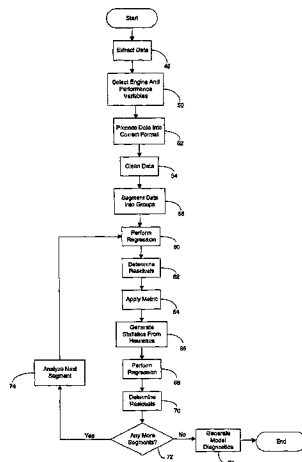 Start
Extract Data
48
Select Engine And
Performance
Variables
50
Process Data Into
Correct Format
52
Clean Data
54
Segment Data
Into Groups
Perform
Regression
60
Determine
Residuals
62
Apply Metric
64
Generate
Statistics From
Heuristics
66
Perform
Regression
68
Determine
Residuals
70
Analyze Next
Segment
74
Yes
Any More
Segments?
72
No
Generate
Model
Diagnostics
End